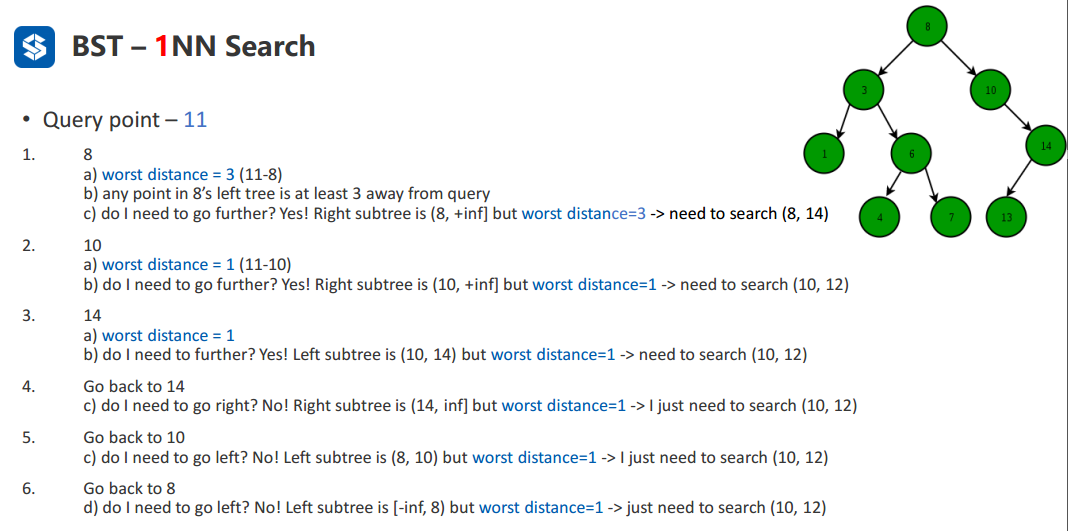 BST – 1NN Search
• Query point – 11
1. 8
a) worst distance = 3 (11-8)
b) any point in 8's left tree is at least 3 away from query
c) do I need to go further? Yes! Right subtree is (8, +inf] but worst distance=3 -> need to search (8, 14)
2. 10
a) worst distance = 1 (11-10)
b) do I need to go further? Yes! Right subtree is (10, +inf] but worst distance=1 -> need to search (10, 12)
3. 14
a) worst distance = 1
b) do I need to further? Yes! Left subtree is (10, 14) but worst distance=1 -> need to search (10, 12)
4. Go back to 14
c) do I need to go right? No! Right subtree is (14, inf] but worst distance=1 -> I just need to search (10, 12)
5. Go back to 10
c) do I need to go left? No! Left subtree is (8, 10) but worst distance=1 -> I just need to search (10, 12)
6. Go back to 8
d) do I need to go left? No! Left subtree is [-inf, 8) but worst distance=1 -> just need to search (10, 12)
8
3 10
1 6 14
4 7 13